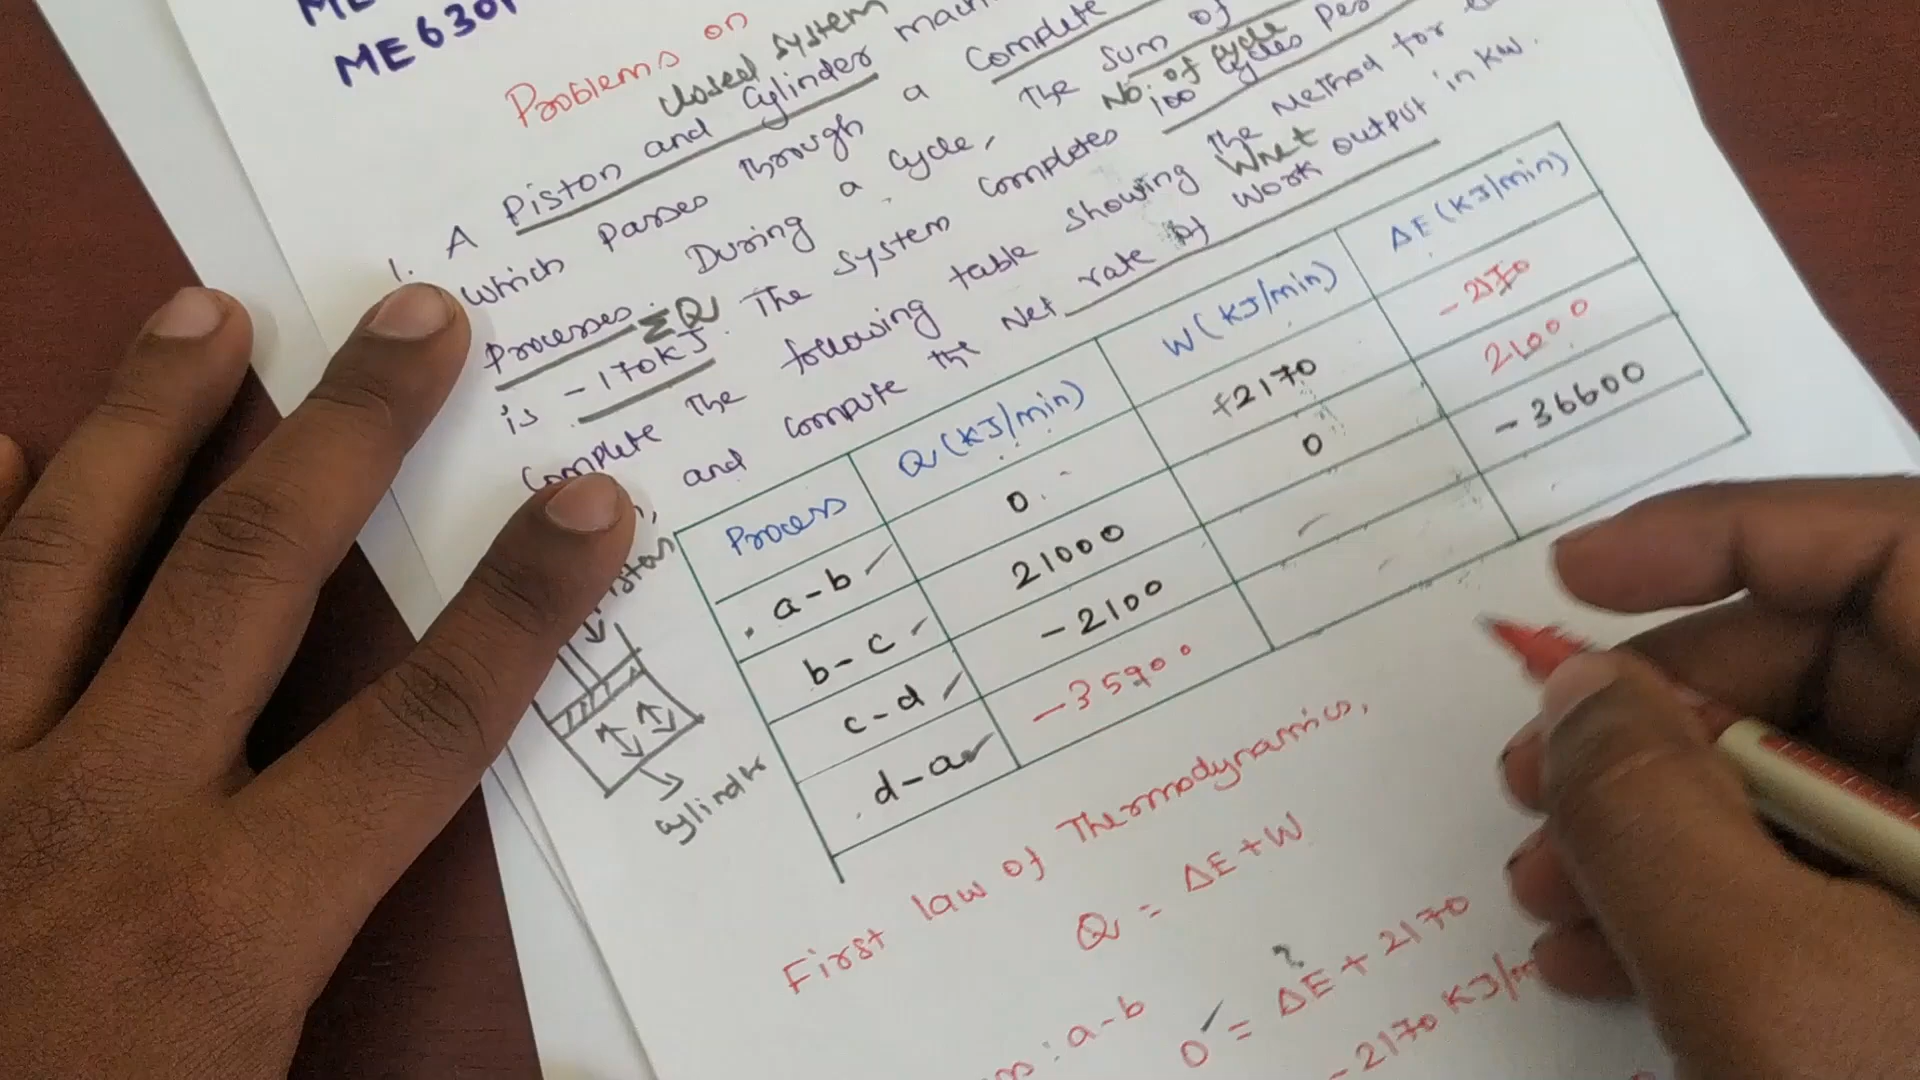 ME630
Problems on
closed system
1. A Piston and Cylinder
which passes through a Complete
Processes. During a cycle, The sum of
ΣQ
No. of cycle
is -170KJ. The system completes 100 cycles per
Complete The following table showing The Method for
Wnet
and compute the Net rate of work output in KW.
Process Q(KJ/min) W(KJ/min) ΔE(KJ/min)
a-b 0 +2170 -2170
b-c 21000 0 21000
c-d -2100 - -36600
d-a -35900
cylinder
First law of Thermodynamics,
Q = ΔE+W
: a-b
?
0 = ΔE + 2170
-2170 KJ/m